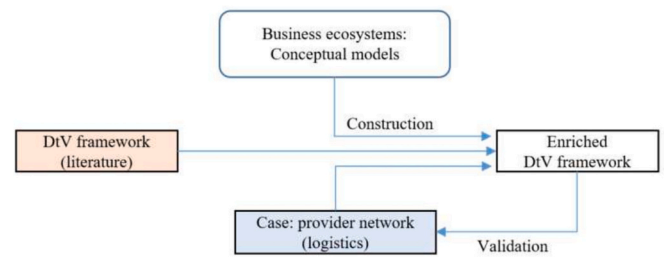 Business ecosystems:
Conceptual models
Construction
DtV framework
(literature)
Enriched
DtV framework
Case: provider network
(logistics)
Validation